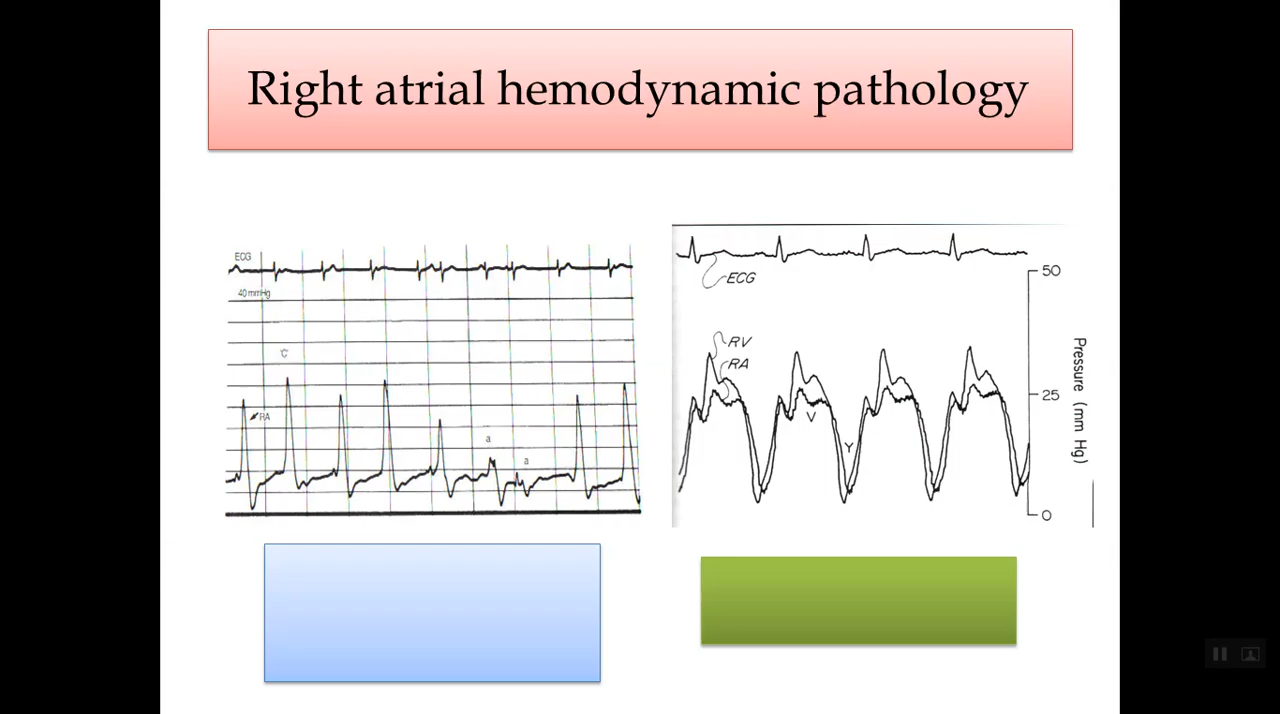 Right atrial hemodynamic pathology
ECG
40 mmHg
'C'
RA
a
a
ECG
RV
RA
V
Y
50
25
0
Pressure (mm Hg)